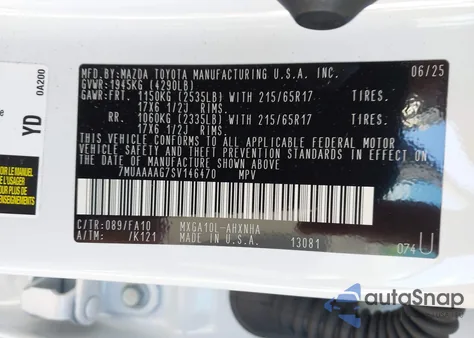 MFD.BY:MAZDA TOYOTA MANUFACTURING U.S.A. INC. 06/25
GVWR:1945KG (4290LB)
GAWR:FRT. 1150KG (2535LB) WITH 215/65R17 TIRES.
17X6 1/2J RIMS.
RR. 1060KG (2335LB) WITH 215/65R17 TIRES.
17X6 1/2J RIMS.
THIS VEHICLE CONFORMS TO ALL APPLICABLE FEDERAL MOTOR
VEHICLE SAFETY, BUMPER, AND THEFT PREVENTION STANDARDS
IN EFFECT ON THE DATE OF MANUFACTURE SHOWN ABOVE.
7MUAAAAG7SV146470 MPV
C/TR:089/FA10 MXGA10L-AHXNHA
A/TM: /K121 MADE IN U.S.A. 13081 074U
0A200
YD
autoSnap